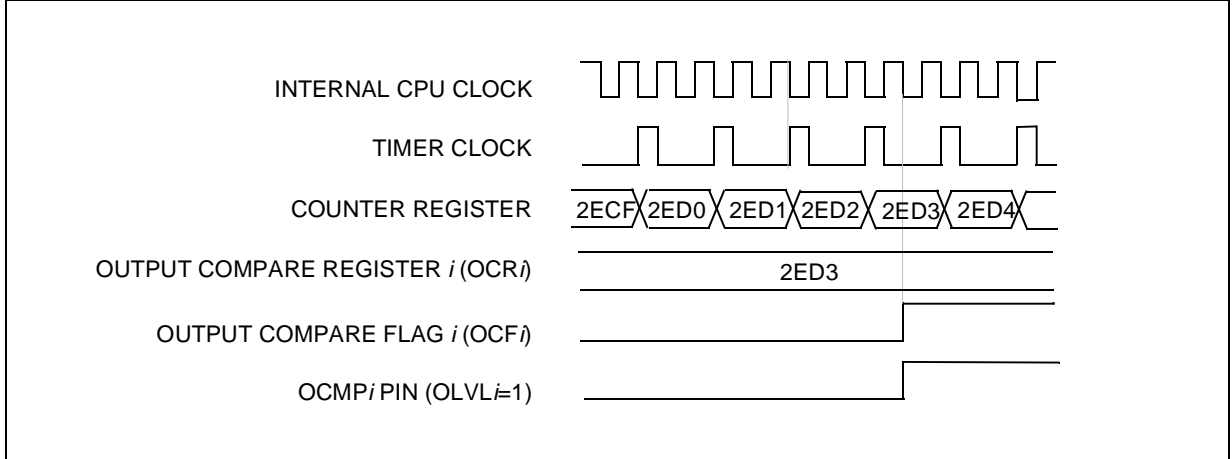 INTERNAL CPU CLOCK
TIMER CLOCK
COUNTER REGISTER 2ECF 2ED0 2ED1 2ED2 2ED3 2ED4
OUTPUT COMPARE REGISTER i (OCRi) 2ED3
OUTPUT COMPARE FLAG i (OCFi)
OCMPi PIN (OLVLi=1)